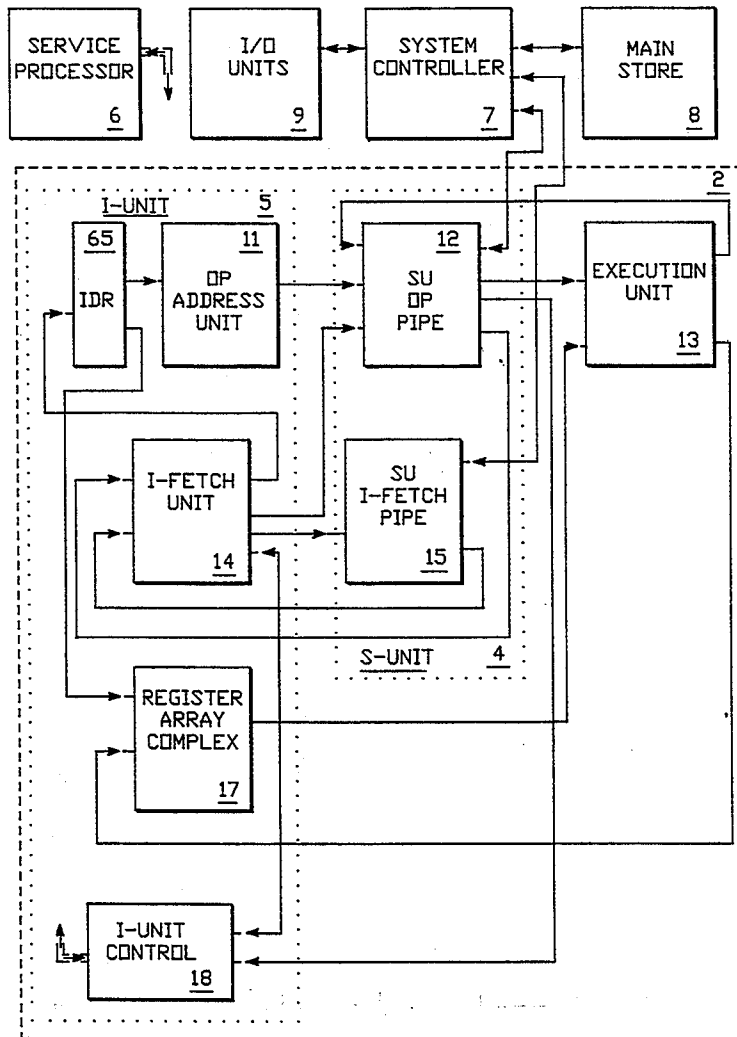 SERVICE
PROCESSOR
6
I/O
UNITS
9
SYSTEM
CONTROLLER
7
MAIN
STORE
8
2
I-UNIT
5
65
IDR
11
OP
ADDRESS
UNIT
12
SU
OP
PIPE
EXECUTION
UNIT
13
I-FETCH
UNIT
14
SU
I-FETCH
PIPE
15
S-UNIT
4
REGISTER
ARRAY
COMPLEX
17
I-UNIT
CONTROL
18